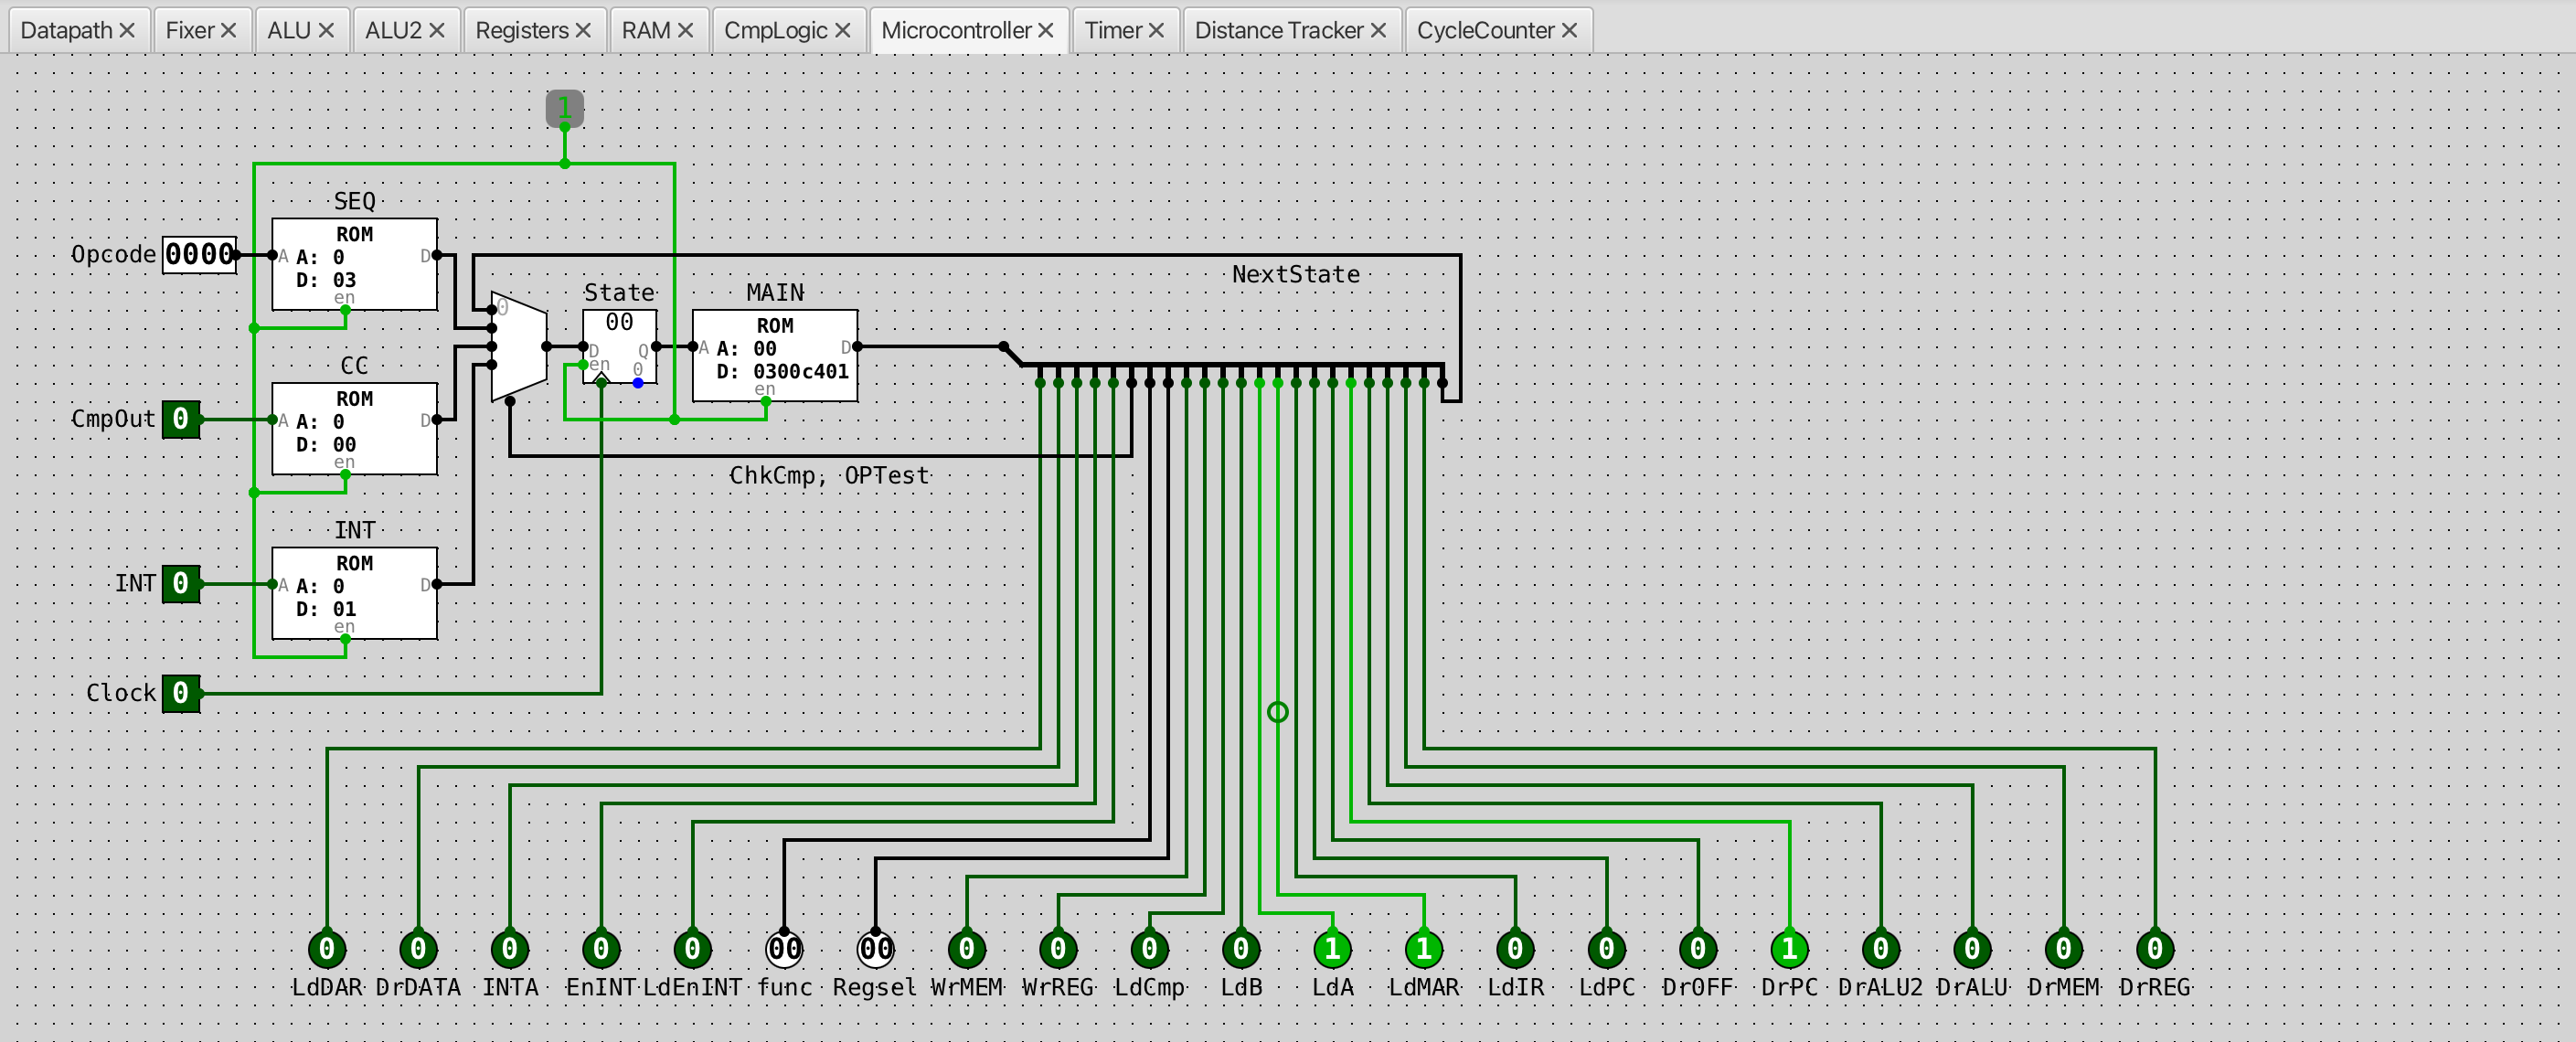 Datapath Fixer ALU ALU2 Registers RAM CmpLogic Microcontroller Timer Distance Tracker CycleCounter
1
SEQ
ROM
Opcode 0000 A A: 0 D
D: 03
en
NextState
0
State
00
D Q
en 0
MAIN
ROM
A A: 00 D
D: 0300c401
en
CC
ROM
CmpOut 0 A A: 0 D
D: 00
en
ChkCmp; OPTest
INT
ROM
INT 0 A A: 0 D
D: 01
en
Clock 0
0 0 0 0 0 00 00 0 0 0 0 1 1 0 0 0 1 0 0 0 0
LdDAR DrDATA INTA EnINT LdEnINT func Regsel WrMEM WrREG LdCmp LdB LdA LdMAR LdIR LdPC DrOFF DrPC DrALU2 DrALU DrMEM DrREG